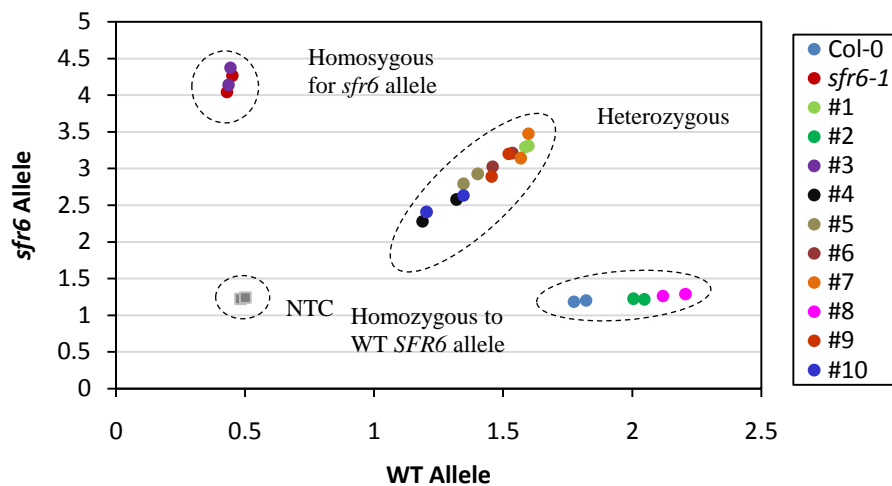 5
4.5
4
3.5
3
2.5
2
1.5
1
0.5
0
sfr6 Allele
0
0.5
1
1.5
2
2.5
WT Allele
Homosygous
for sfr6 allele
Heterozygous
NTC
Homozygous to
WT SFR6 allele
Col-0
sfr6-1
#1
#2
#3
#4
#5
#6
#7
#8
#9
#10